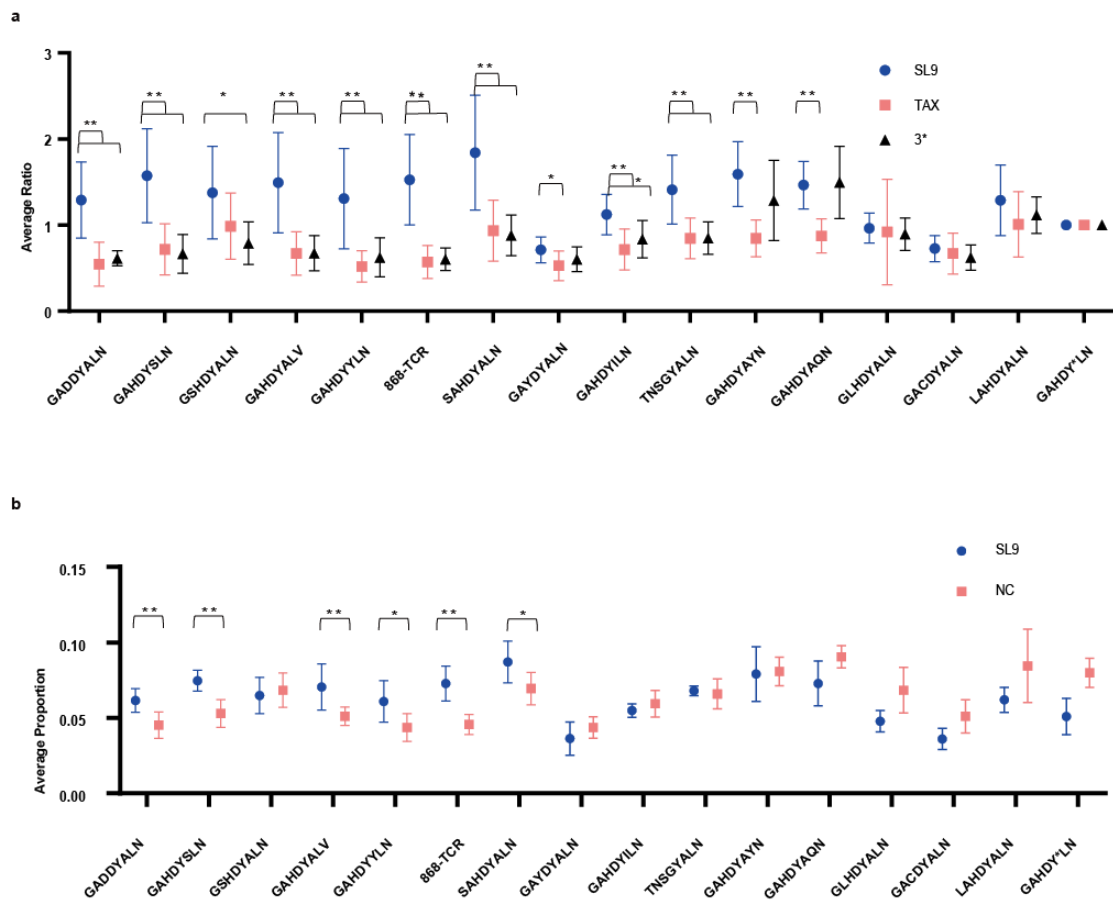 a
3
2
1
0
Average Ratio
SL9
TAX
3*
**
**
*
**
**
**
**
*
**
*
**
**
**
GADDYALN
GAHDYSLN
GSHDYALN
GAHDYALV
GAHDYYLN
868-TCR
SAHDYALN
GAYDYALN
GAHDYILN
TNSGYALN
GAHDYAYN
GAHDYAQN
GLHDYALN
GACDYALN
LAHDYALN
GAHDY*LN
b
0.15
0.10
0.05
0.00
Average Proportion
SL9
NC
**
**
**
*
**
*
GADDYALN
GAHDYSLN
GSHDYALN
GAHDYALV
GAHDYYLN
868-TCR
SAHDYALN
GAYDYALN
GAHDYILN
TNSGYALN
GAHDYAYN
GAHDYAQN
GLHDYALN
GACDYALN
LAHDYALN
GAHDY*LN